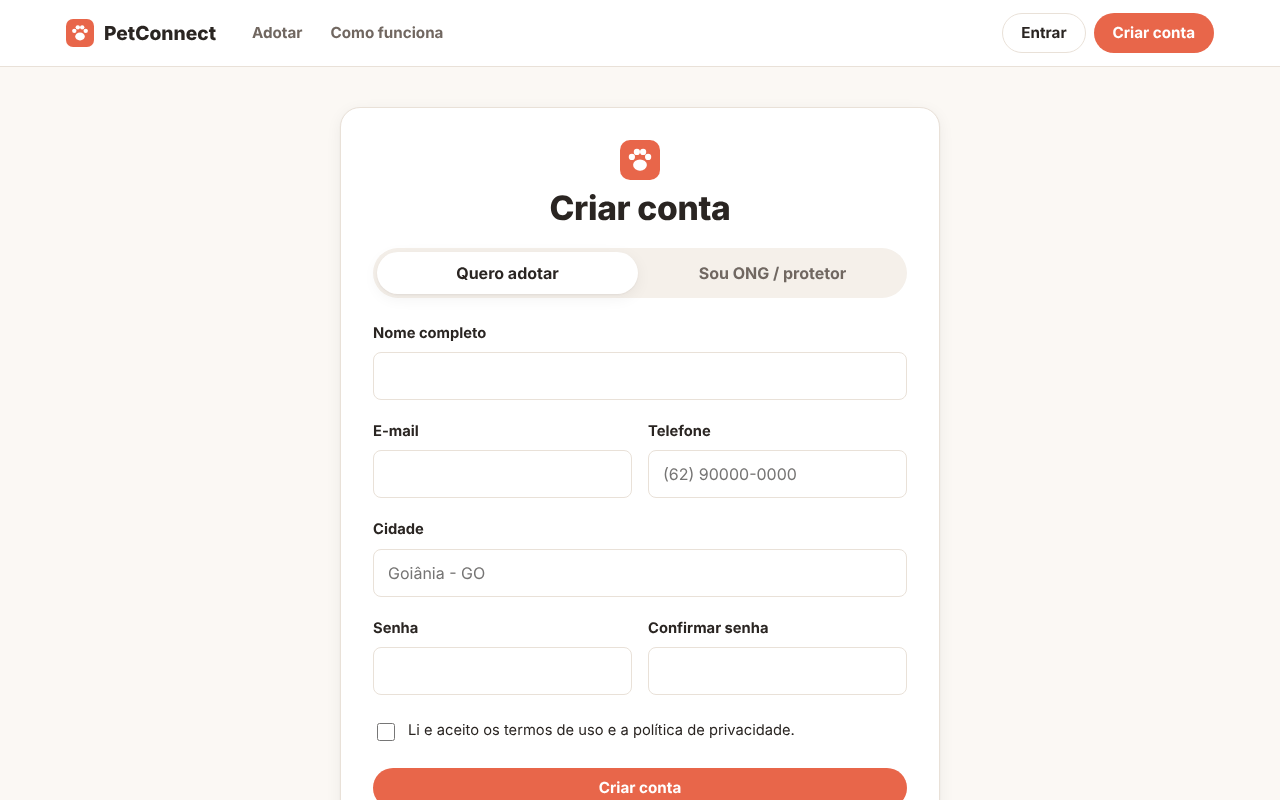 PetConnect
Adotar
Como funciona
Entrar
Criar conta
Criar conta
Quero adotar
Sou ONG / protetor
Nome completo
E-mail
Telefone
(62) 90000-0000
Cidade
Goiânia - GO
Senha
Confirmar senha
Li e aceito os termos de uso e a política de privacidade.
Criar conta